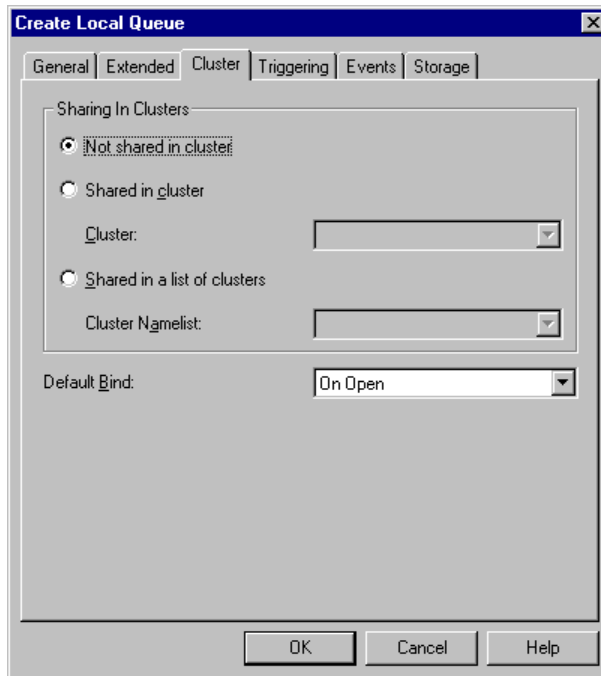 Create Local Queue
General Extended Cluster Triggering Events Storage
Sharing In Clusters
Not shared in cluster
Shared in cluster
Cluster:
Shared in a list of clusters
Cluster Namelist:
Default Bind: On Open
OK Cancel Help